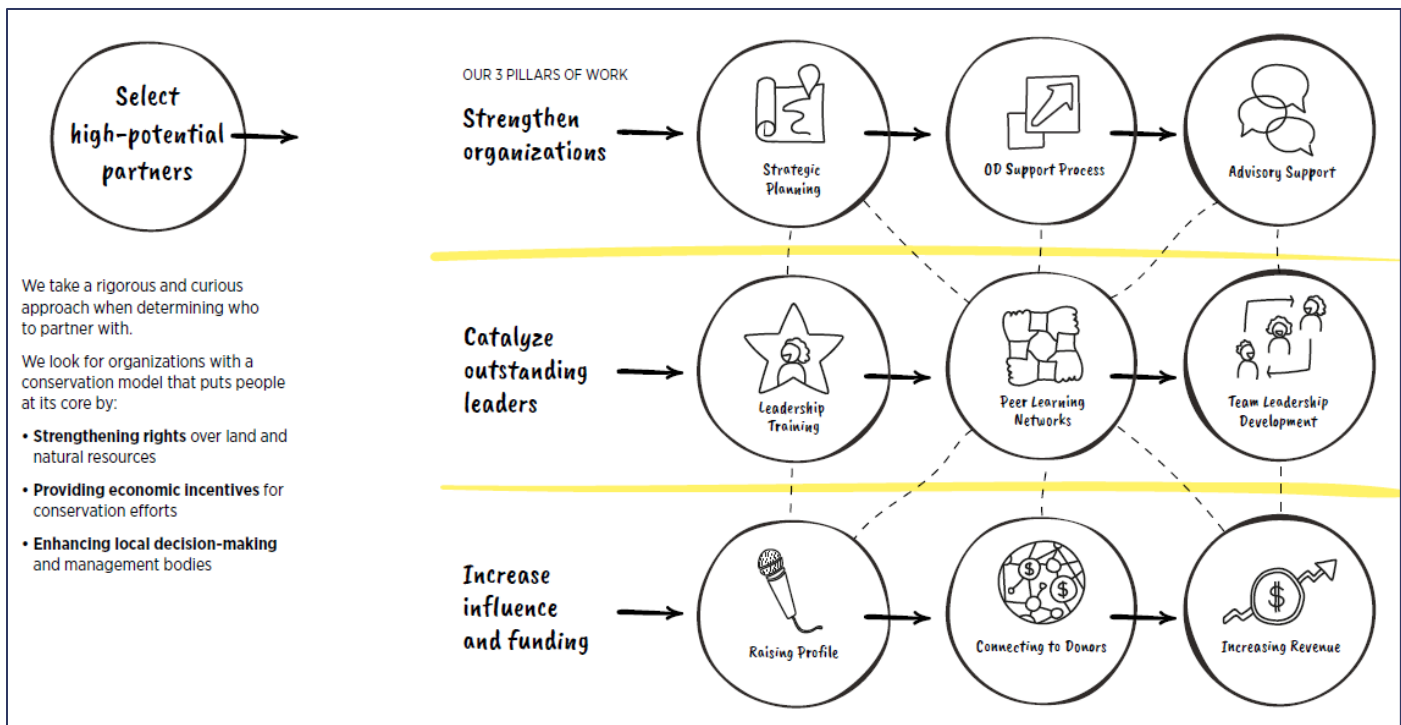 Select
high-potential
partners
We take a rigorous and curious
approach when determining who
to partner with.
We look for organizations with a
conservation model that puts people
at its core by:
• Strengthening rights over land and
natural resources
• Providing economic incentives for
conservation efforts
• Enhancing local decision-making
and management bodies
OUR 3 PILLARS OF WORK
Strengthen
organizations
Strategic
Planning
OD Support Process
Advisory Support
Catalyze
outstanding
leaders
Leadership
Training
Peer Learning
Networks
Team Leadership
Development
Increase
influence
and funding
Raising Profile
$
$
Connecting to Donors
$
Increasing Revenue